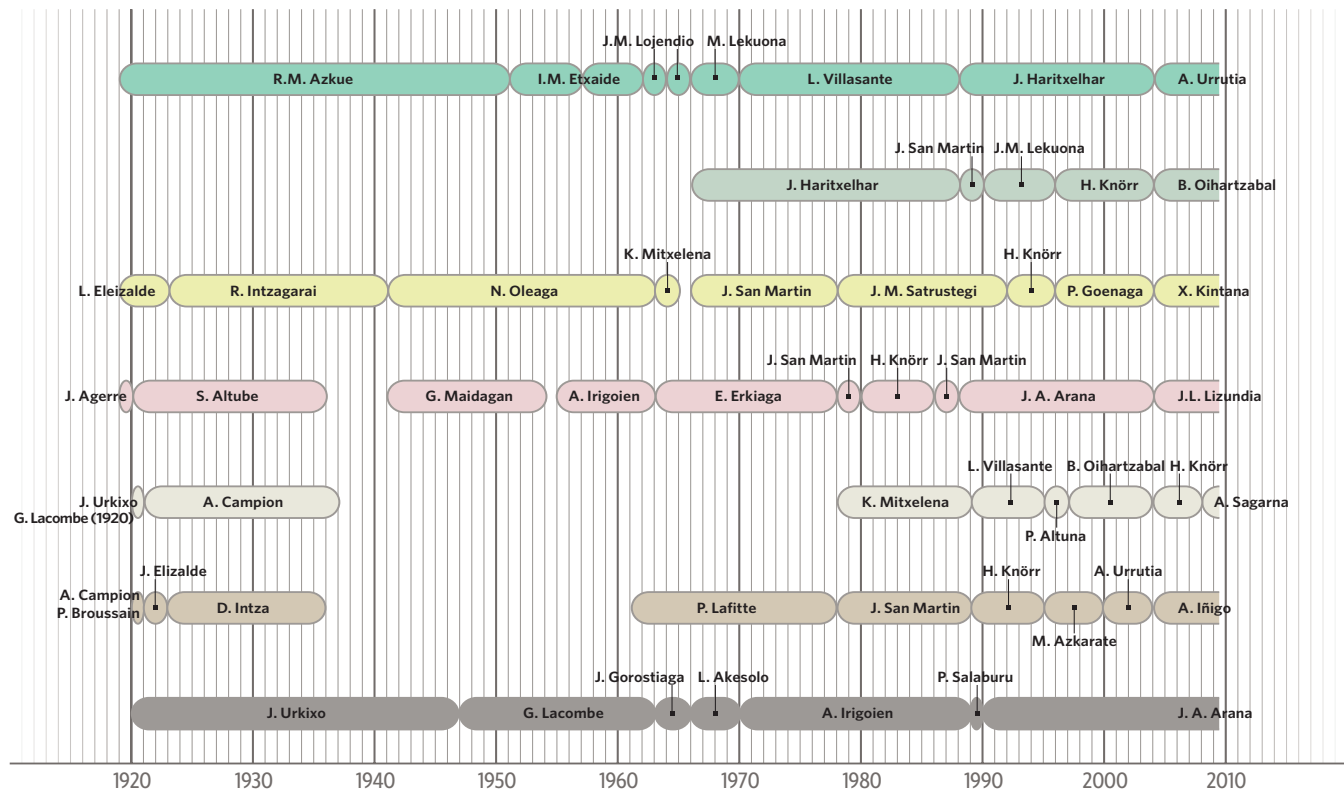 J.M. Lojendio M. Lekuona
R.M. Azkue I.M. Etxaide L. Villasante J. Haritxelhar A. Urrutia
J. San Martin J.M. Lekuona
J. Haritxelhar H. Knörr B. Oihartzabal
K. Mitxelena H. Knörr
L. Eleizalde R. Intzagarai N. Oleaga J. San Martin J. M. Satrustegi P. Goenaga X. Kintana
J. San Martin H. Knörr J. San Martin
J. Agerre S. Altube G. Maidagan A. Irigoien E. Erkiaga J. A. Arana J.L. Lizundia
L. Villasante B. Oihartzabal H. Knörr
J. Urkixo A. Campion K. Mitxelena A. Sagarna
G. Lacombe (1920)
P. Altuna
J. Elizalde H. Knörr A. Urrutia
A. Campion
P. Broussain D. Intza P. Lafitte J. San Martin A. Iñigo
M. Azkarate
J. Gorostiaga L. Akesolo P. Salaburu
J. Urkixo G. Lacombe A. Irigoien J. A. Arana
1920 1930 1940 1950 1960 1970 1980 1990 2000 2010